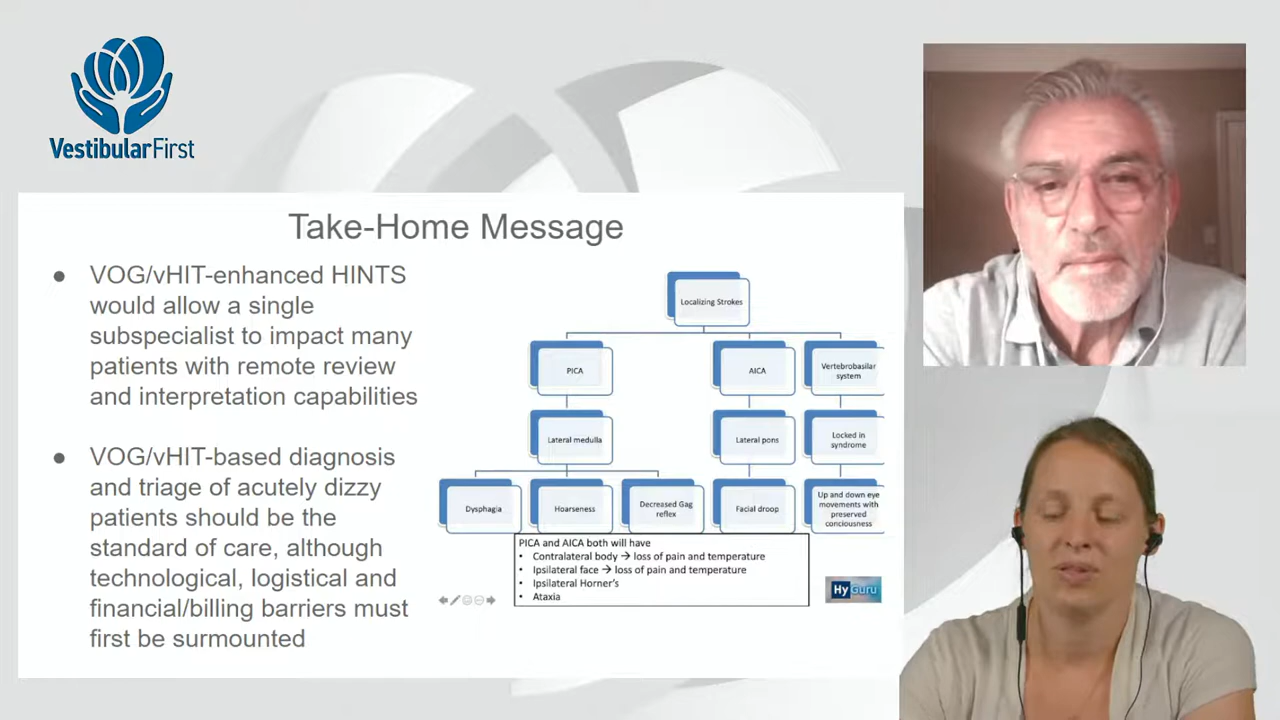 VestibularFirst
Take-Home Message
● VOG/vHIT-enhanced HINTS
would allow a single
subspecialist to impact many
patients with remote review
and interpretation capabilities
● VOG/vHIT-based diagnosis
and triage of acutely dizzy
patients should be the
standard of care, although
technological, logistical and
financial/billing barriers must
first be surmounted
Localizing Strokes
PICA
AICA
Vertebrobasilar
system
Lateral medulla
Lateral pons
Locked in
syndrome
Dysphagia
Hoarseness
Decreased Gag
reflex
Facial droop
Up and down eye
movements with
preserved
conciousness
PICA and AICA both will have
• Contralateral body → loss of pain and temperature
• Ipsilateral face → loss of pain and temperature
• Ipsilateral Horner's
• Ataxia
HyGuru